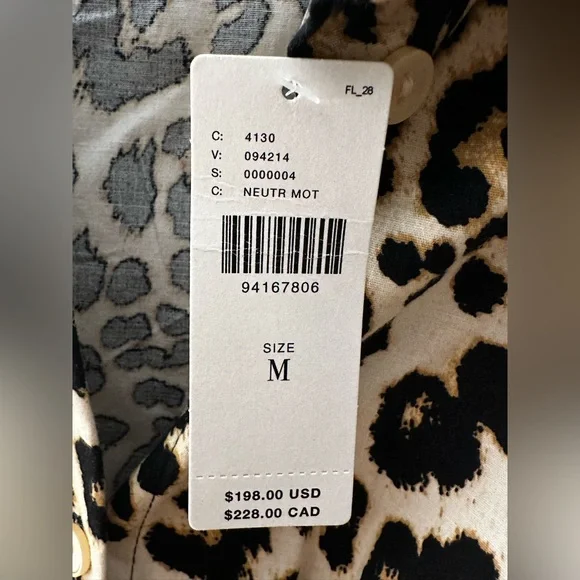 FL_28
C: 4130
V: 094214
S: 0000004
C: NEUTR MOT
94167806
SIZE
M
$198.00 USD
$228.00 CAD